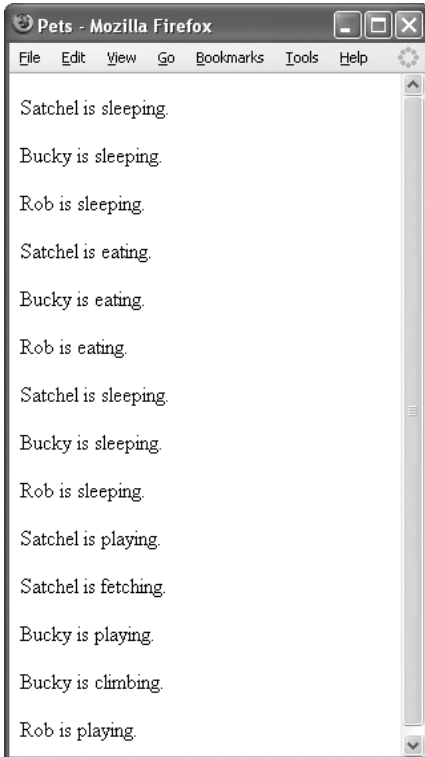 Pets - Mozilla Firefox
File Edit View Go Bookmarks Tools Help
Satchel is sleeping.
Bucky is sleeping.
Rob is sleeping.
Satchel is eating.
Bucky is eating.
Rob is eating.
Satchel is sleeping.
Bucky is sleeping.
Rob is sleeping.
Satchel is playing.
Satchel is fetching.
Bucky is playing.
Bucky is climbing.
Rob is playing.